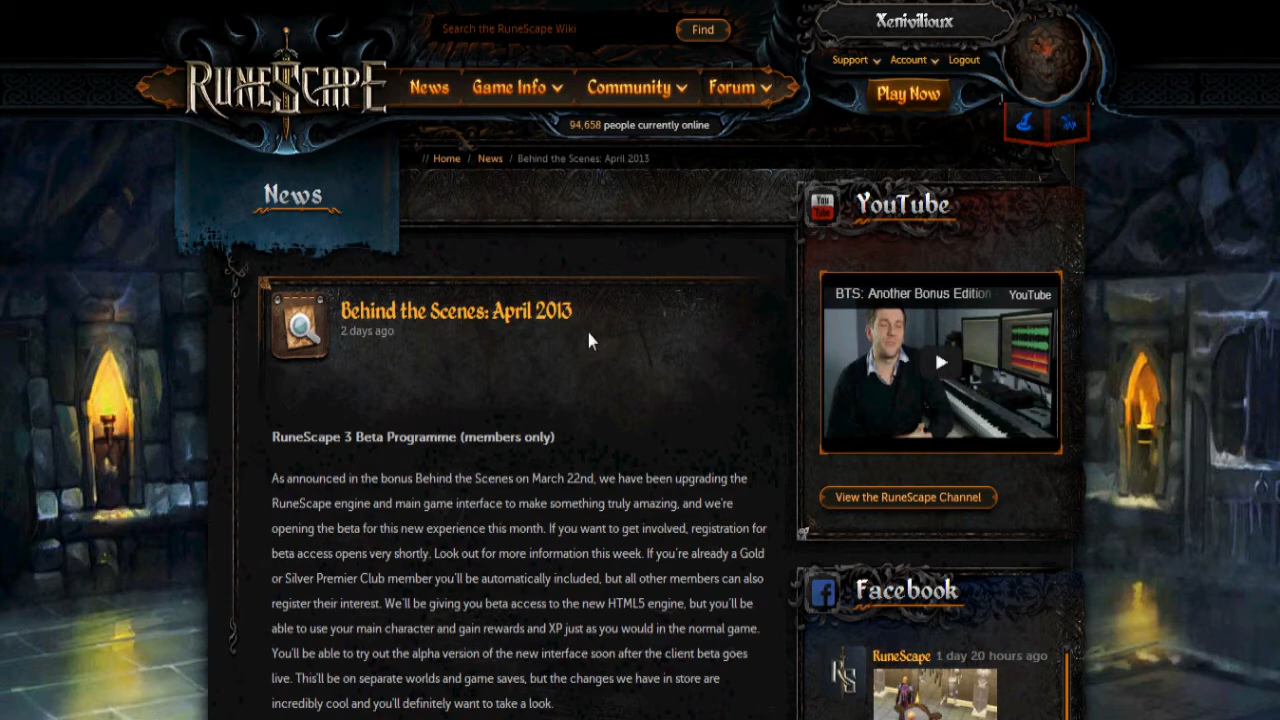 Search the RuneScape Wiki
Find
Xenivilioux
Support
Account
Logout
Play Now
RUNESCAPE
News
Game Info
Community
Forum
94,658 people currently online
// Home / News / Behind the Scenes: April 2013
News
Behind the Scenes: April 2013
2 days ago
RuneScape 3 Beta Programme (members only)
As announced in the bonus Behind the Scenes on March 22nd, we have been upgrading the
RuneScape engine and main game interface to make something truly amazing, and we're
opening the beta for this new experience this month. If you want to get involved, registration for
beta access opens very shortly. Look out for more information this week. If you're already a Gold
or Silver Premier Club member you'll be automatically included, but all other members can also
register their interest. We'll be giving you beta access to the new HTML5 engine, but you'll be
able to use your main character and gain rewards and XP just as you would in the normal game.
You'll be able to try out the alpha version of the new interface soon after the client beta goes
live. This'll be on separate worlds and game saves, but the changes we have in store are
incredibly cool and you'll definitely want to take a look.
You Tube
YouTube
BTS: Another Bonus Edition
YouTube
View the RuneScape Channel
f
Facebook
RS
RuneScape 1 day 20 hours ago